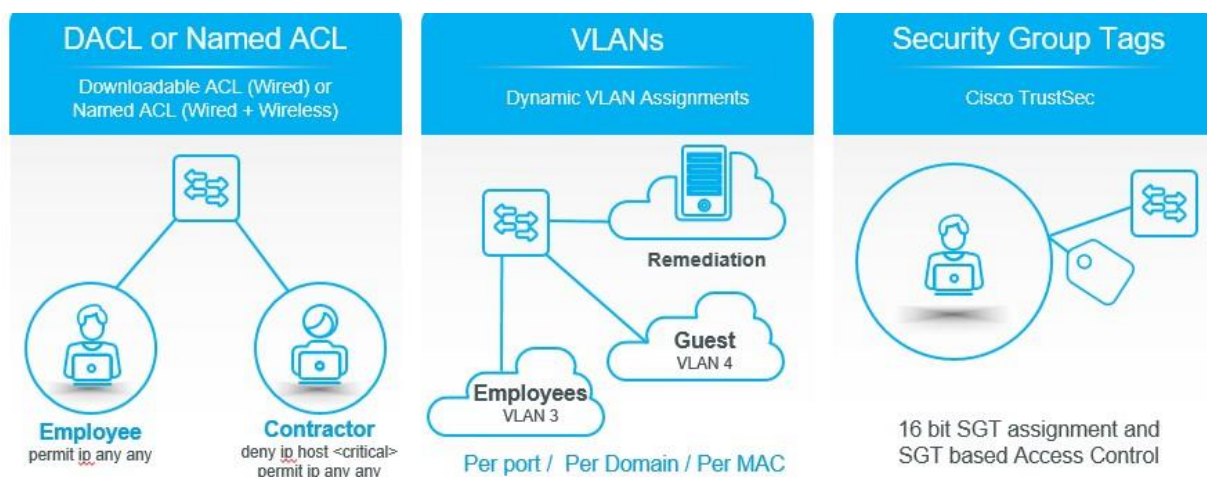 DACL or Named ACL
Downloadable ACL (Wired) or
Named ACL (Wired + Wireless)
Employee
permit ip any any
Contractor
deny ip host <critical>
permit ip any any
VLANs
Dynamic VLAN Assignments
Remediation
Guest
VLAN 4
Employees
VLAN 3
Per port / Per Domain / Per MAC
Security Group Tags
Cisco TrustSec
16 bit SGT assignment and
SGT based Access Control